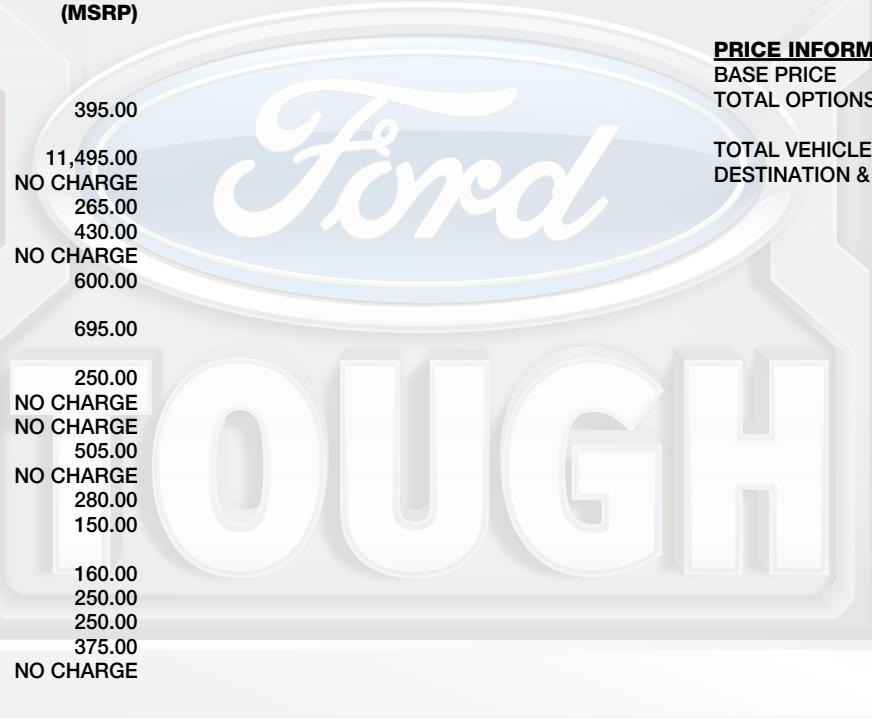 (MSRP)
PRICE INFORM
BASE PRICE
TOTAL OPTIONS
395.00
TOTAL VEHICLE
DESTINATION &
11,495.00
NO CHARGE
265.00
430.00
NO CHARGE
600.00
695.00
250.00
NO CHARGE
NO CHARGE
505.00
NO CHARGE
280.00
150.00
160.00
250.00
250.00
375.00
NO CHARGE
Ford
TOUGH